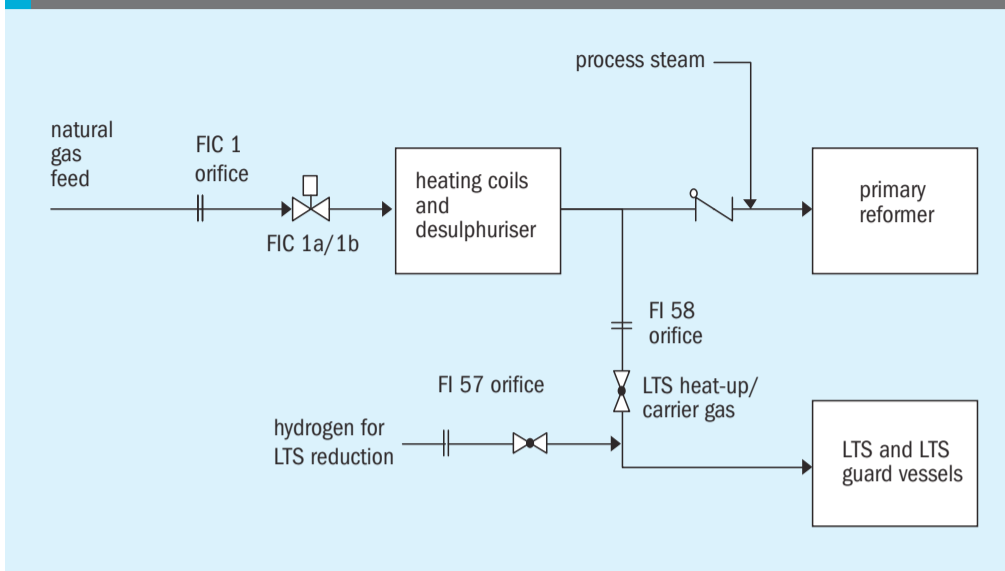 process steam
natural
gas
feed
FIC 1
orifice
FIC 1a/1b
heating coils
and
desulphuriser
primary
reformer
FI 58
orifice
FI 57 orifice
LTS heat-up/
carrier gas
hydrogen for
LTS reduction
LTS and LTS
guard vessels